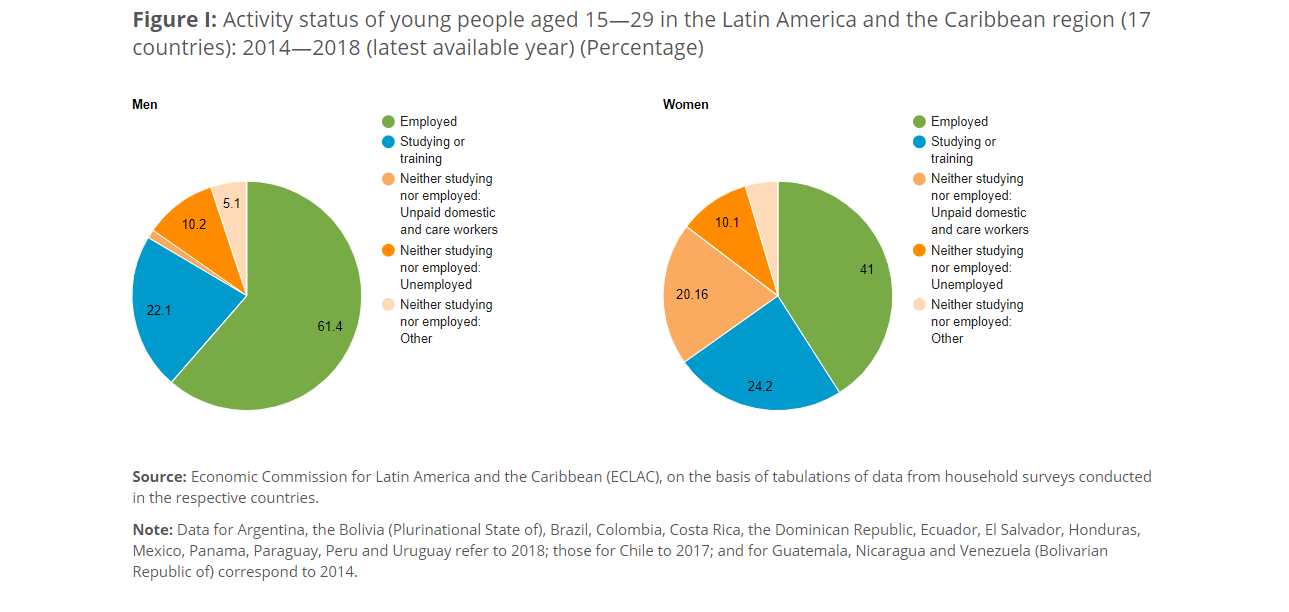 Figure I: Activity status of young people aged 15—29 in the Latin America and the Caribbean region (17
countries): 2014—2018 (latest available year) (Percentage)
Men
Employed
Studying or
training
Neither studying
nor employed:
Unpaid domestic
and care workers
Neither studying
nor employed:
Unemployed
Neither studying
nor employed:
Other
5.1
10.2
22.1
61.4
Women
Employed
Studying or
training
Neither studying
nor employed:
Unpaid domestic
and care workers
Neither studying
nor employed:
Unemployed
Neither studying
nor employed:
Other
10.1
41
20.16
24.2
Source: Economic Commission for Latin America and the Caribbean (ECLAC), on the basis of tabulations of data from household surveys conducted
in the respective countries.
Note: Data for Argentina, the Bolivia (Plurinational State of), Brazil, Colombia, Costa Rica, the Dominican Republic, Ecuador, El Salvador, Honduras,
Mexico, Panama, Paraguay, Peru and Uruguay refer to 2018; those for Chile to 2017; and for Guatemala, Nicaragua and Venezuela (Bolivarian
Republic of) correspond to 2014.